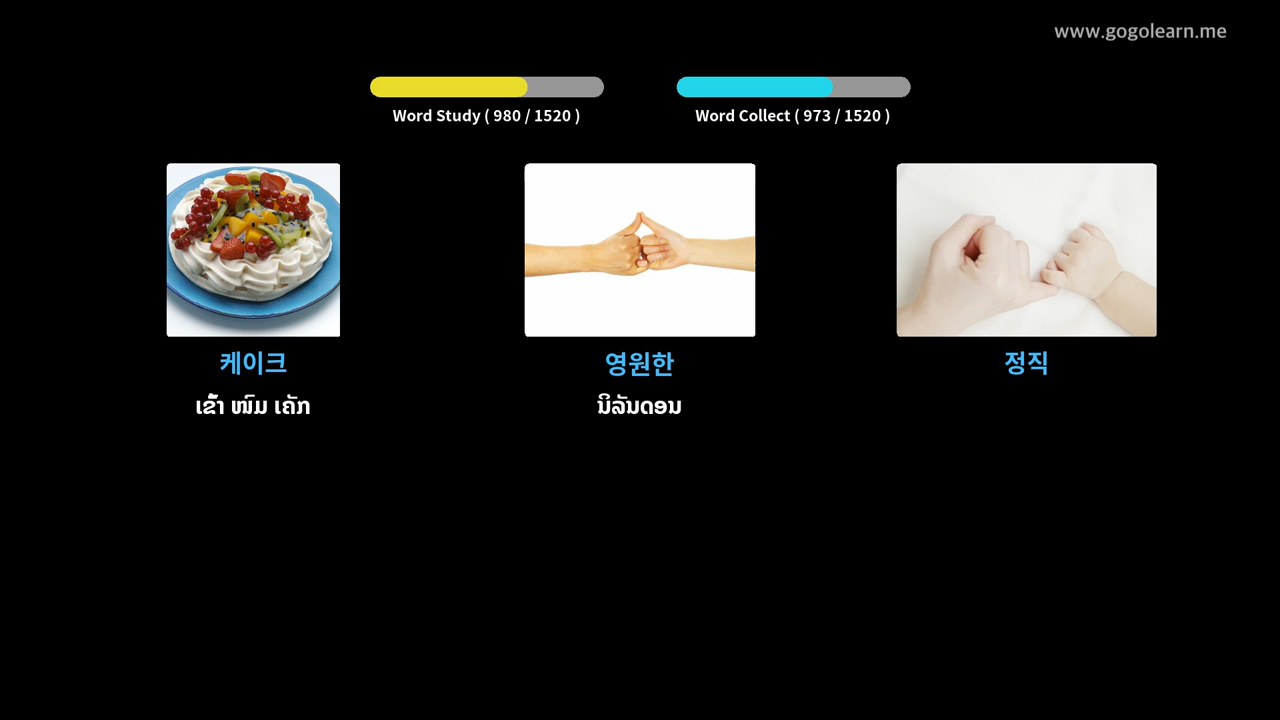 www.gogolearn.me
Word Study ( 980 / 1520 )
Word Collect ( 973 / 1520 )
케이크
영원한
정직
ເຂົ້າ ໜົມ ເຄັກ
ນິລັນດອນ